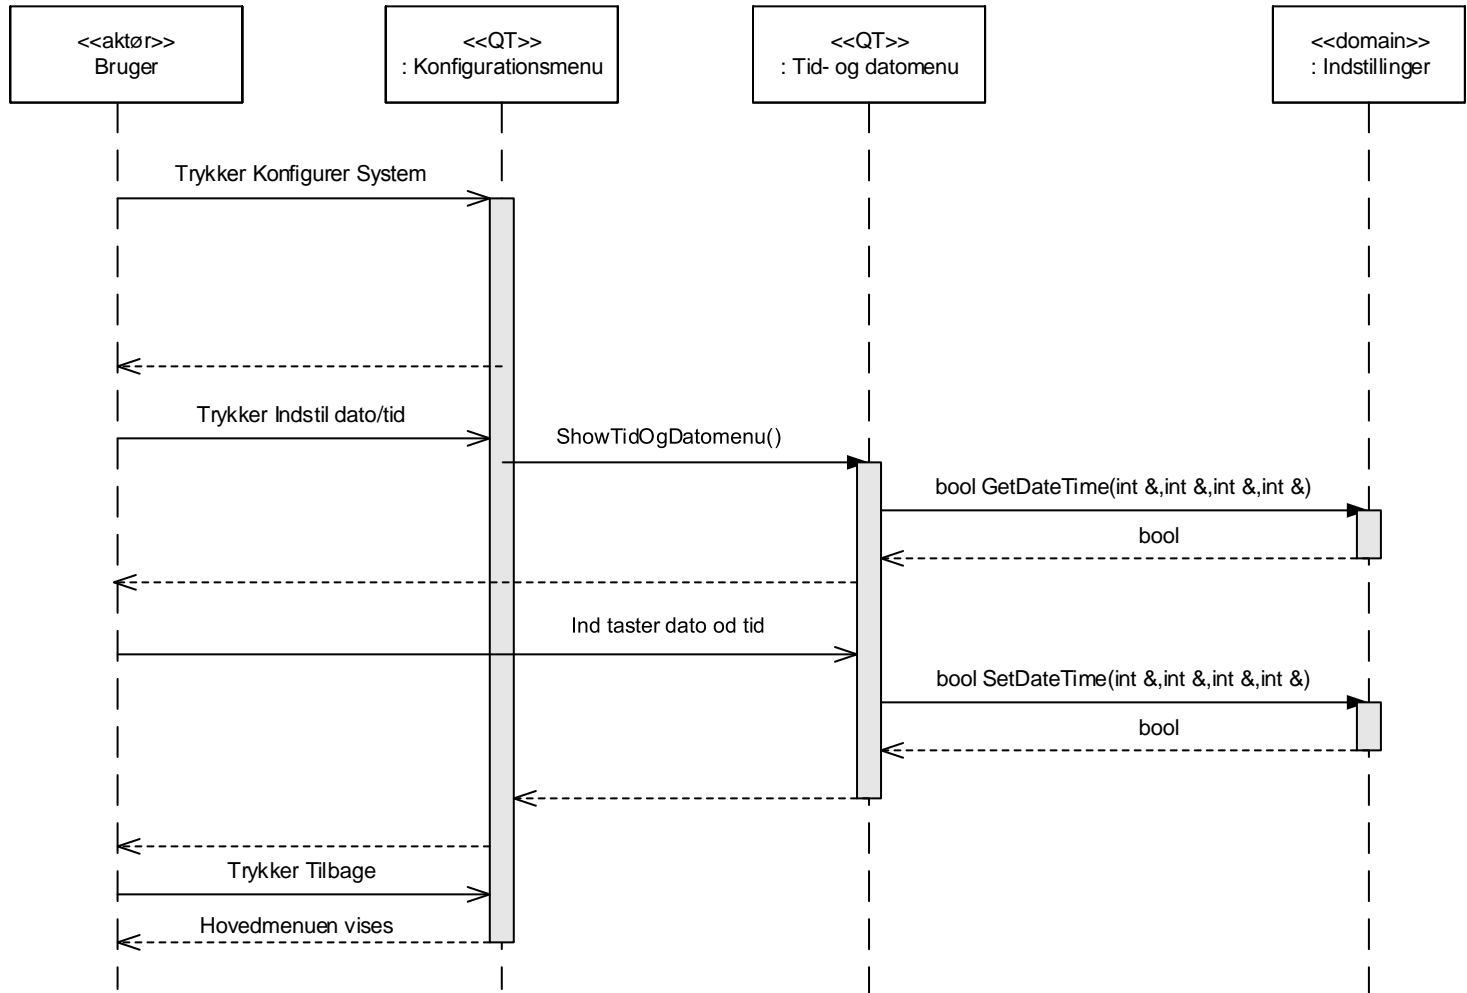 <<aktør>>
Bruger
<<QT>>
: Konfigurationsmenu
<<QT>>
: Tid- og datomenu
<<domain>>
: Indstillinger
Trykker Konfigurer System
Trykker Indstil dato/tid
ShowTidOgDatomenu()
bool GetDateTime(int &,int &,int &,int &)
bool
Ind taster dato od tid
bool SetDateTime(int &,int &,int &,int &)
bool
Trykker Tilbage
Hovedmenuen vises